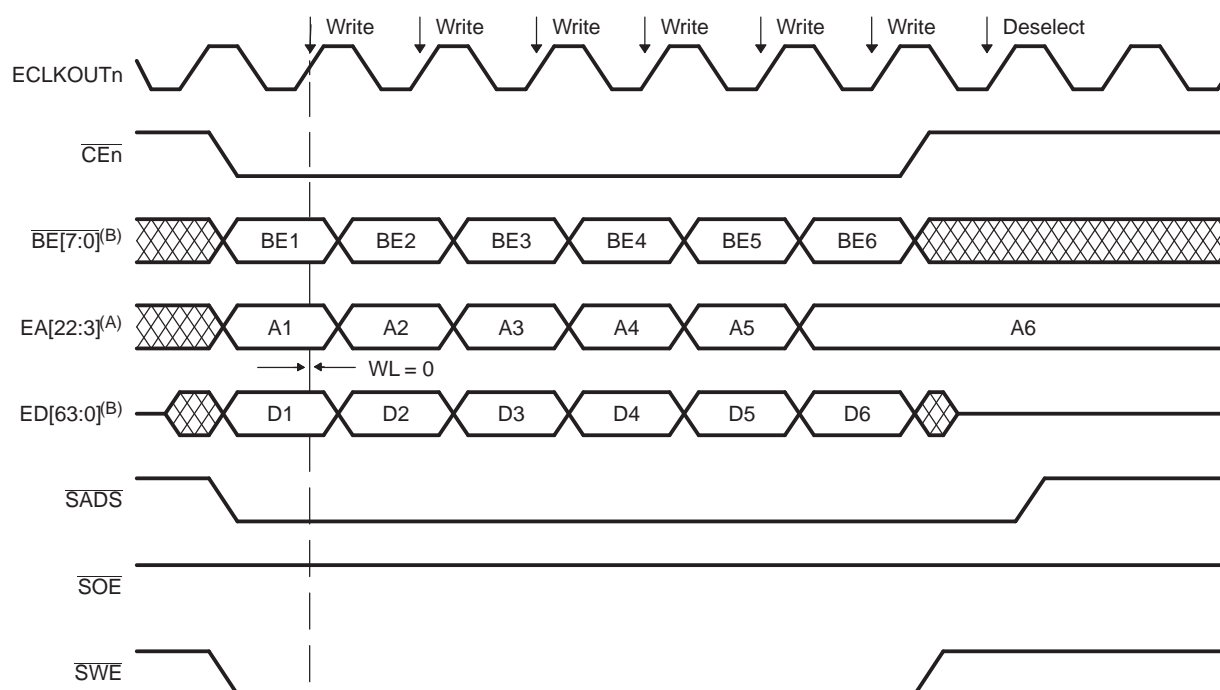 Write Write Write Write Write Write Deselect
ECLKOUTn
CEn
BE[7:0](B) BE1 BE2 BE3 BE4 BE5 BE6
EA[22:3](A) A1 A2 A3 A4 A5 A6
WL = 0
ED[63:0](B) D1 D2 D3 D4 D5 D6
SADS
SOE
SWE